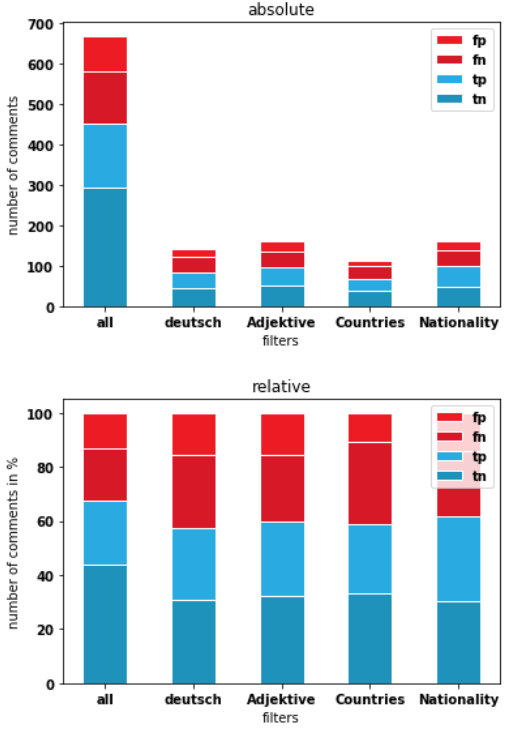 absolute
700
600
500
400
300
200
100
0
number of comments
fp
fn
tp
tn
all deutsch Adjektive Countries Nationality
filters
relative
100
80
60
40
20
0
number of comments in %
fp
fn
tp
tn
all deutsch Adjektive Countries Nationality
filters